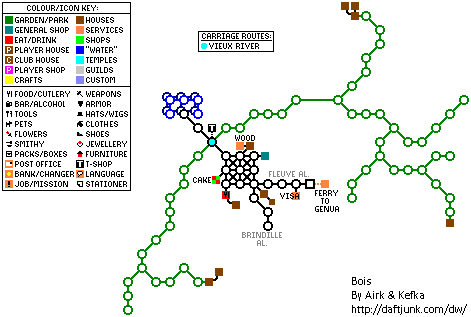 COLOUR/ICON KEY:
GARDEN/PARK
HOUSES
GENERAL SHOP
SERVICES
EAT/DRINK
SHOPS
P PLAYER HOUSE
"WATER"
C CLUB HOUSE
TEMPLES
P PLAYER SHOP
GUILDS
CRAFTS
CUSTOM
FOOD/CUTLERY
WEAPONS
BAR/ALCOHOL
ARMOR
TOOLS
HATS/WIGS
PETS
CLOTHES
FLOWERS
SHOES
SMITHY
JEWELLERY
PACKS/BOXES
FURNITURE
POST OFFICE
T T-SHOP
BANK/CHANGER
LANGUAGE
! JOB/MISSION
STATIONER
CARRIAGE ROUTES:
VIEUX RIVER
T
WOOD
CAKE
FLEUVE AL.
VISA
FERRY
TO
GENUA
BRINDILLE
AL.
Bois
By Airk & Kefka
http://daftjunk.com/dw/